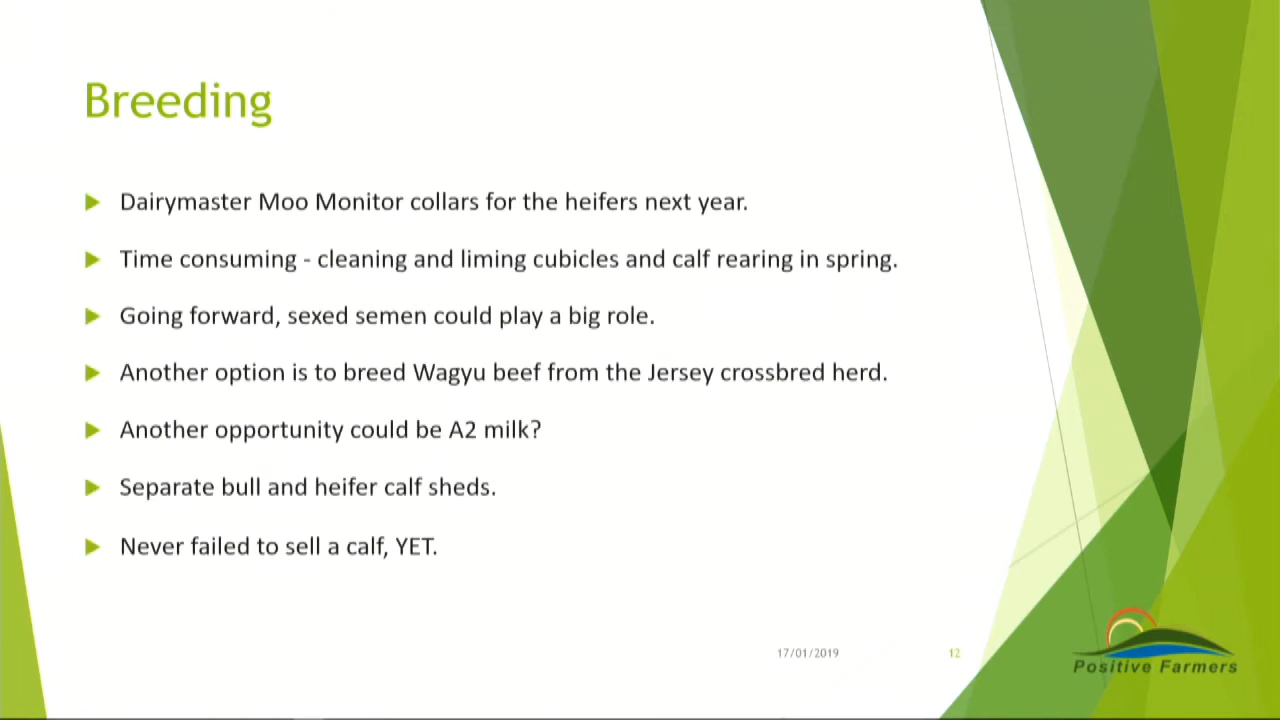 Breeding
Dairymaster Moo Monitor collars for the heifers next year.
Time consuming - cleaning and liming cubicles and calf rearing in spring.
Going forward, sexed semen could play a big role.
Another option is to breed Wagyu beef from the Jersey crossbred herd.
Another opportunity could be A2 milk?
Separate bull and heifer calf sheds.
Never failed to sell a calf, YET.
17/01/2019
12
Positive Farmers